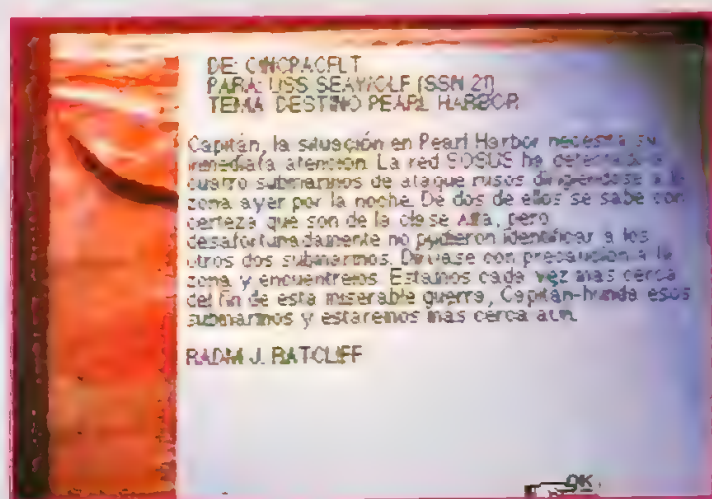 DE: CINCPACFLT
PARA: USS SEAWOLF (SSN 21)
TEMA: DESTINO PEARL HARBOR
Capitán, la situación en Pearl Harbor necesita su
inmediata atención. La red SOSUS ha detectado a
cuatro submarinos de ataque rusos dirigiéndose a la
zona ayer por la noche. De dos de ellos se sabe con
certeza que son de la clase Alfa, pero
desafortunadamente no pudieron identificar a los
otros dos submarinos. Diríjase con precaución a la
zona y encuéntrelos. Estamos cada vez mas cerca
del fin de esta miserable guerra, Capitán-hunda esos
submarinos y estaremos mas cerca aun.
RADM J. RATCLIFF
OK